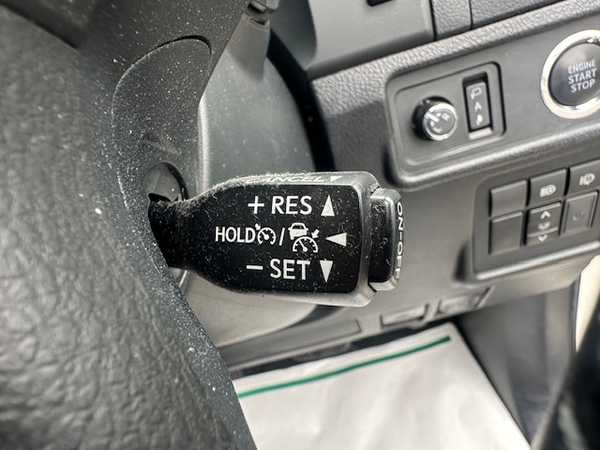 ENGINE
START
STOP
CANCEL▼
+ RES ▲
HOLD / ◄
− SET ▼
ON-OFF